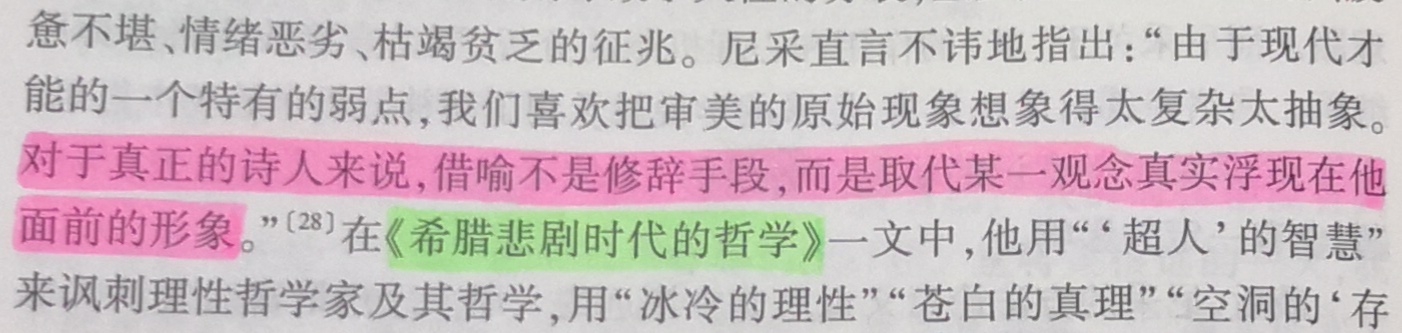 惫不堪、情绪恶劣、枯竭贫乏的征兆。尼采直言不讳地指出:“由于现代才
能的一个特有的弱点,我们喜欢把审美的原始现象想象得太复杂太抽象。
对于真正的诗人来说,借喻不是修辞手段,而是取代某一观念真实浮现在他
面前的形象。”[28]在《希腊悲剧时代的哲学》一文中,他用“‘超人’的智慧”
来讽刺理性哲学家及其哲学,用“冰冷的理性”“苍白的真理”“空洞的‘存